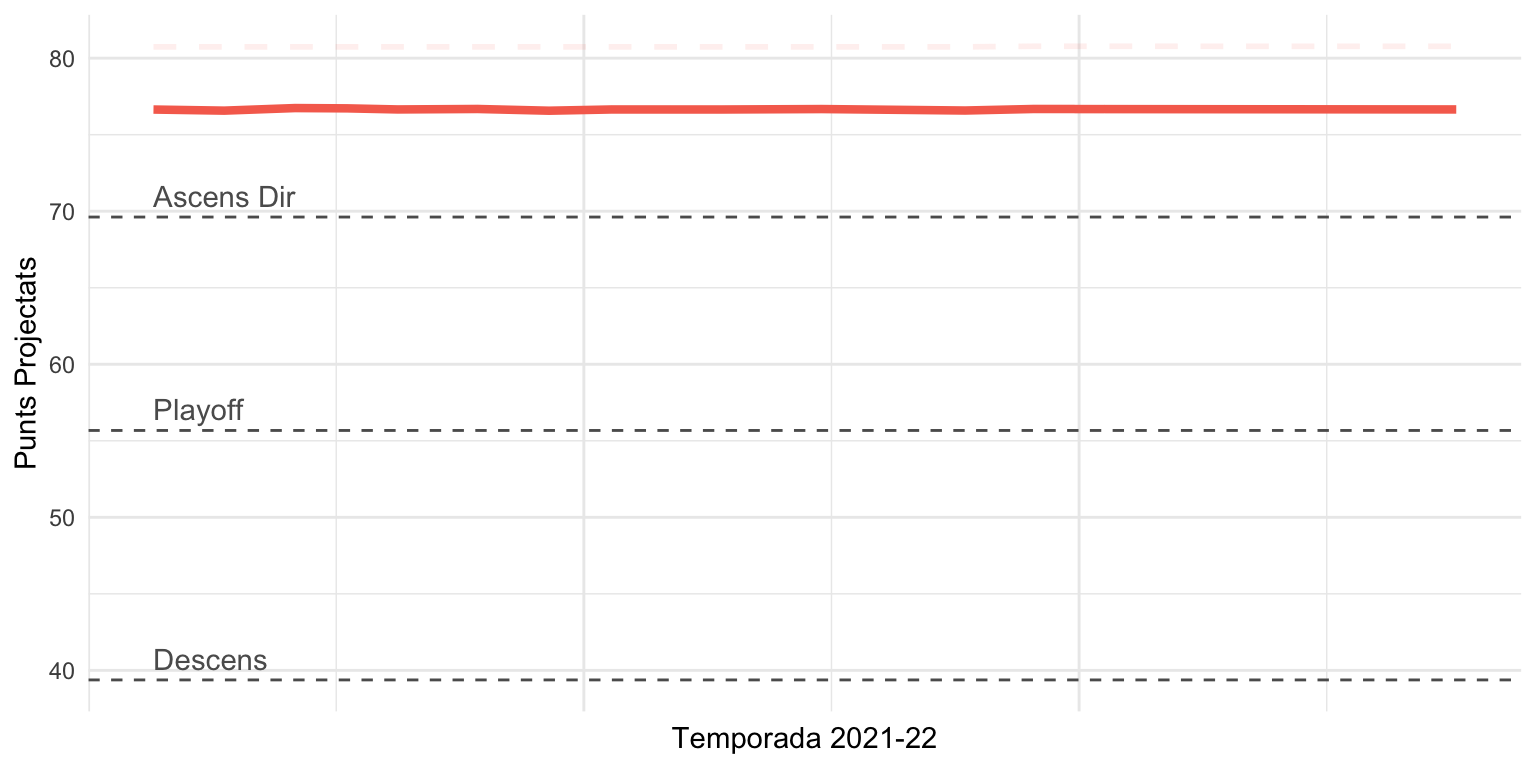 80
Ascens Dir
70
Punts Projectats
60
Playoff
50
Descens
40
Temporada 2021-22